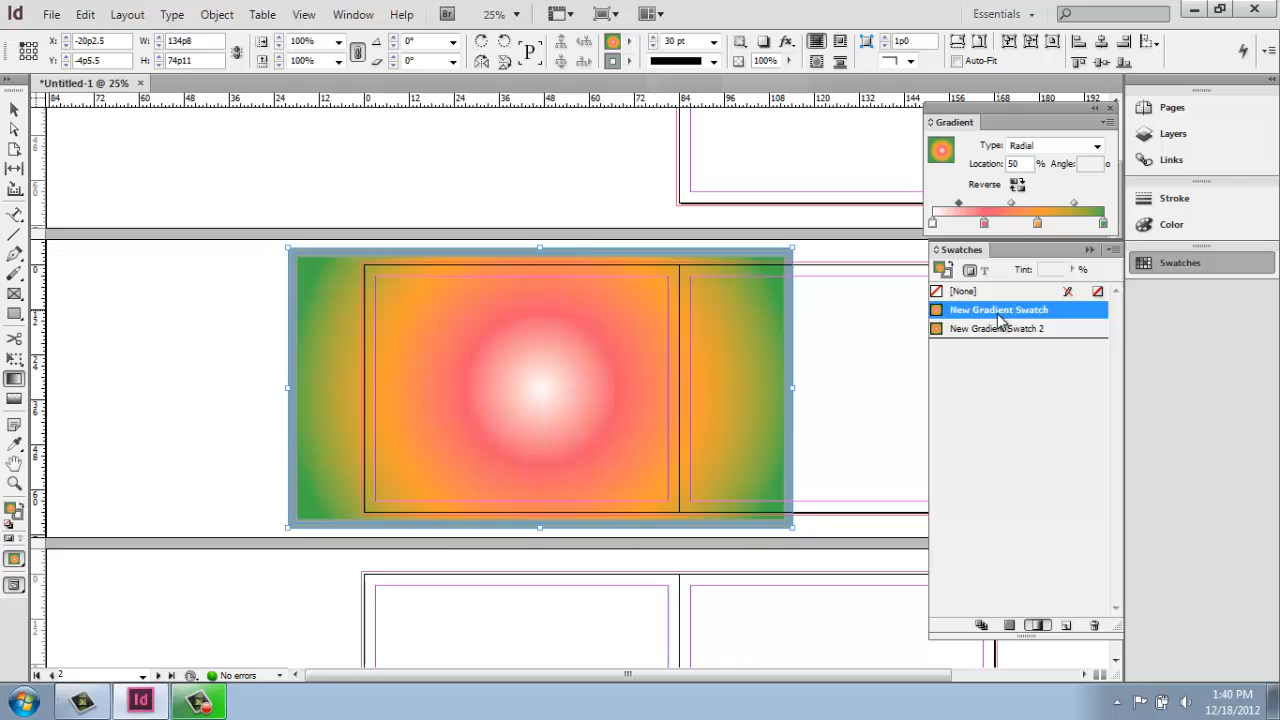 Id File Edit Layout Type Object Table View Window Help Br 25% Essentials
X: -20p2.5 W: 134p8 100% 0° P 30 pt 1p0
Y: -4p5.5 H: 74p11 100% 0° fx 100% Auto-Fit
*Untitled-1 @ 25% ×
84 72 60 48 36 24 12 0 12 24 36 48 60 72 84 96 108 120 132 144 156 168 180 192
Gradient
Type: Radial
Location: 50 % Angle: o
Reverse
Swatches
T Tint: %
[None]
New Gradient Swatch
New Gradient Swatch 2
Pages
Layers
Links
Stroke
Color
Swatches
2 No errors
Id
1:40 PM
12/18/2012